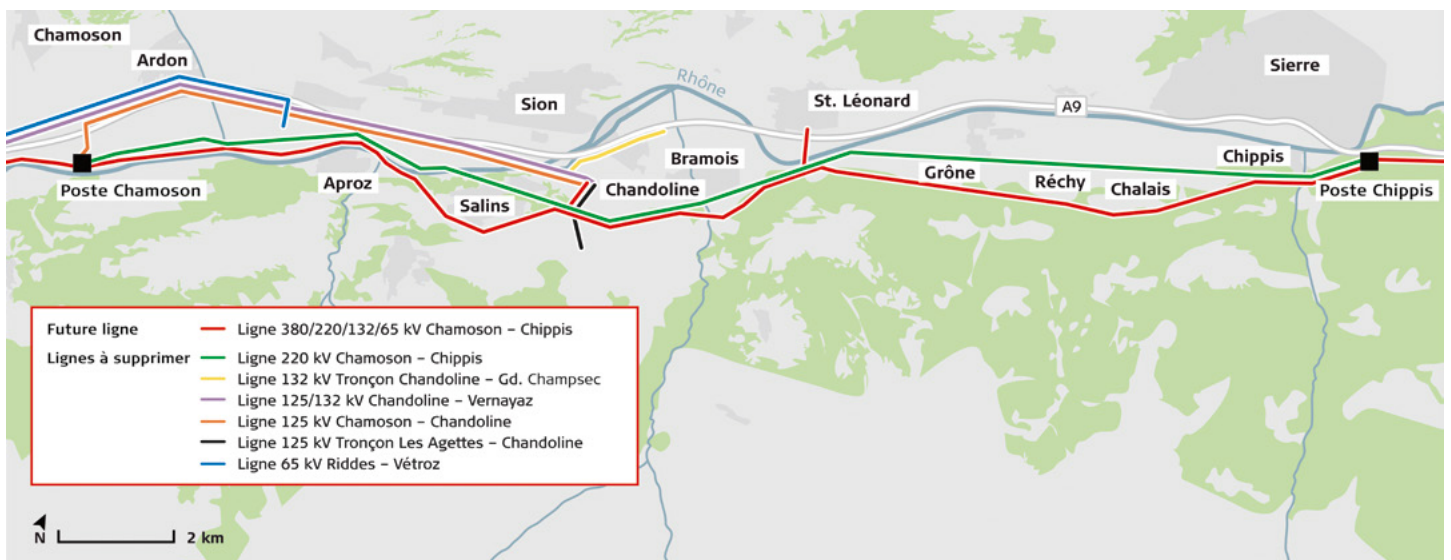 Chamoson
Ardon
Sierre
Rhône
Sion
St. Léonard
A9
Bramois
Chippis
Poste Chamoson
Aproz
Chandoline
Grône
Réchy
Chalais
Poste Chippis
Salins
Future ligne
Ligne 380/220/132/65 kV Chamoson – Chippis
Lignes à supprimer
Ligne 220 kV Chamoson – Chippis
Ligne 132 kV Tronçon Chandoline – Gd. Champsec
Ligne 125/132 kV Chandoline – Vernayaz
Ligne 125 kV Chamoson – Chandoline
Ligne 125 kV Tronçon Les Agettes – Chandoline
Ligne 65 kV Riddes – Vétroz
N
2 km